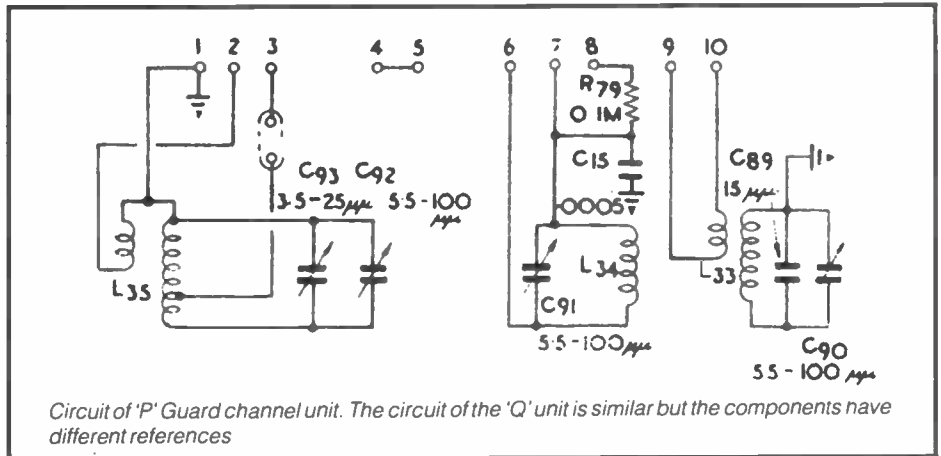 1 2 3 4 5 6 7 8 9 10
R79
0.1M
C93 C92
3.5-25μμ 5.5-100
μμ
C15
.0005
C89
15 μμ
L35
L34
L33
C91
5.5-100μμ
C90
5.5-100 μμ
Circuit of 'P' Guard channel unit. The circuit of the 'Q' unit is similar but the components have
different references